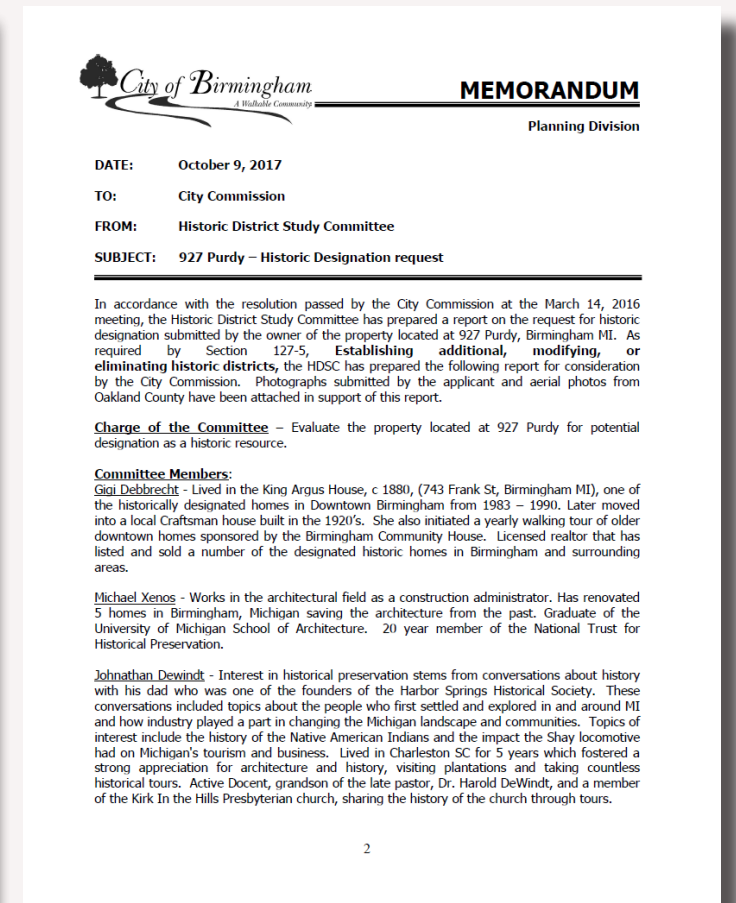 City of Birmingham
A Walkable Community
MEMORANDUM
Planning Division
DATE: October 9, 2017
TO: City Commission
FROM: Historic District Study Committee
SUBJECT: 927 Purdy – Historic Designation request
In accordance with the resolution passed by the City Commission at the March 14, 2016
meeting, the Historic District Study Committee has prepared a report on the request for historic
designation submitted by the owner of the property located at 927 Purdy, Birmingham MI. As
required by Section 127-5, Establishing additional, modifying, or
eliminating historic districts, the HDSC has prepared the following report for consideration
by the City Commission. Photographs submitted by the applicant and aerial photos from
Oakland County have been attached in support of this report.
Charge of the Committee – Evaluate the property located at 927 Purdy for potential
designation as a historic resource.
Committee Members:
Gigi Debbrecht - Lived in the King Argus House, c 1880, (743 Frank St, Birmingham MI), one of
the historically designated homes in Downtown Birmingham from 1983 – 1990. Later moved
into a local Craftsman house built in the 1920's. She also initiated a yearly walking tour of older
downtown homes sponsored by the Birmingham Community House. Licensed realtor that has
listed and sold a number of the designated historic homes in Birmingham and surrounding
areas.
Michael Xenos - Works in the architectural field as a construction administrator. Has renovated
5 homes in Birmingham, Michigan saving the architecture from the past. Graduate of the
University of Michigan School of Architecture. 20 year member of the National Trust for
Historical Preservation.
Johnathan Dewindt - Interest in historical preservation stems from conversations about history
with his dad who was one of the founders of the Harbor Springs Historical Society. These
conversations included topics about the people who first settled and explored in and around MI
and how industry played a part in changing the Michigan landscape and communities. Topics of
interest include the history of the Native American Indians and the impact the Shay locomotive
had on Michigan's tourism and business. Lived in Charleston SC for 5 years which fostered a
strong appreciation for architecture and history, visiting plantations and taking countless
historical tours. Active Docent, grandson of the late pastor, Dr. Harold DeWindt, and a member
of the Kirk In the Hills Presbyterian church, sharing the history of the church through tours.
2